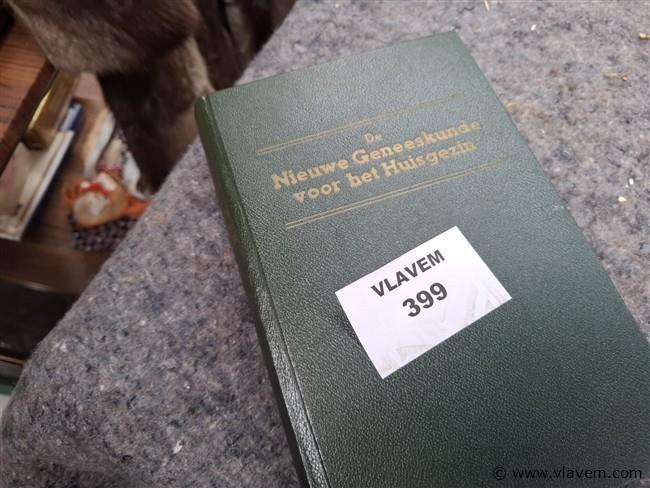 De
Nieuwe Geneeskunde
voor het Huisgezin
VLAVEM
399
© www.vlavem.com